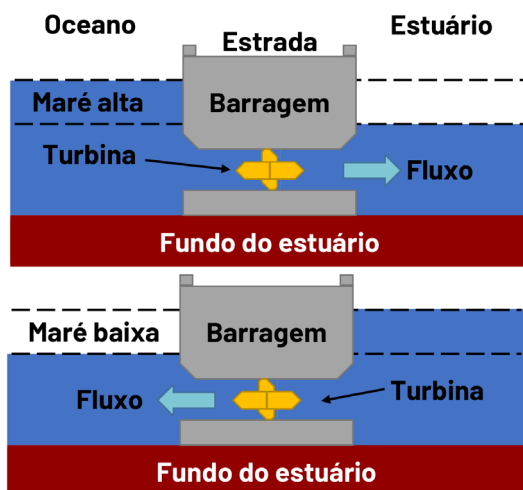 Oceano
Estrada
Estuário
Maré alta
Barragem
Turbina
Fluxo
Fundo do estuário
Maré baixa
Barragem
Fluxo
Turbina
Fundo do estuário